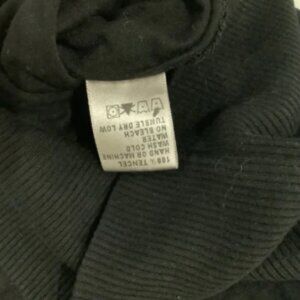 100% TENCEL
HAND OR MACHINE
WASH COLD
WATER
NO BLEACH
TUMBLE DRY LOW